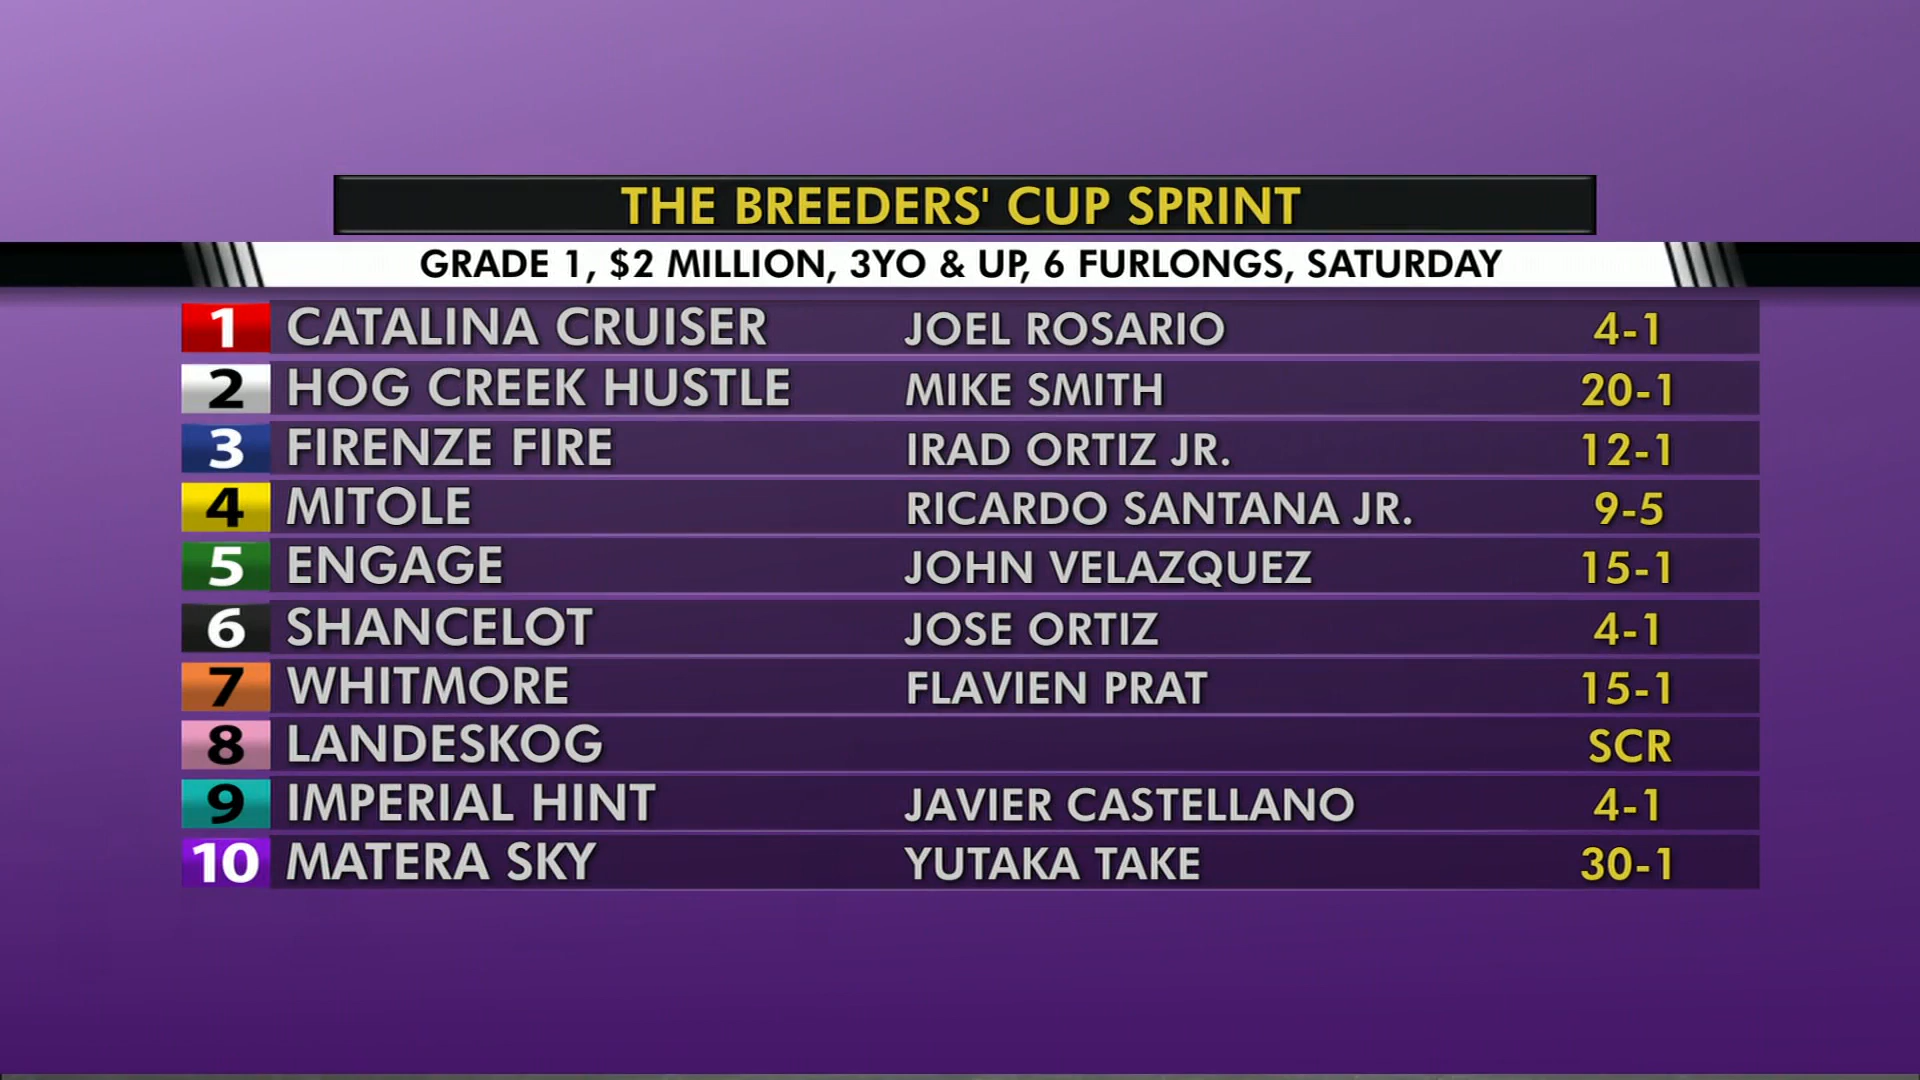 THE BREEDERS' CUP SPRINT
GRADE 1, $2 MILLION, 3YO & UP, 6 FURLONGS, SATURDAY
1 CATALINA CRUISER JOEL ROSARIO 4-1
2 HOG CREEK HUSTLE MIKE SMITH 20-1
3 FIRENZE FIRE IRAD ORTIZ JR. 12-1
4 MITOLE RICARDO SANTANA JR. 9-5
5 ENGAGE JOHN VELAZQUEZ 15-1
6 SHANCELOT JOSE ORTIZ 4-1
7 WHITMORE FLAVIEN PRAT 15-1
8 LANDESKOG SCR
9 IMPERIAL HINT JAVIER CASTELLANO 4-1
10 MATERA SKY YUTAKA TAKE 30-1